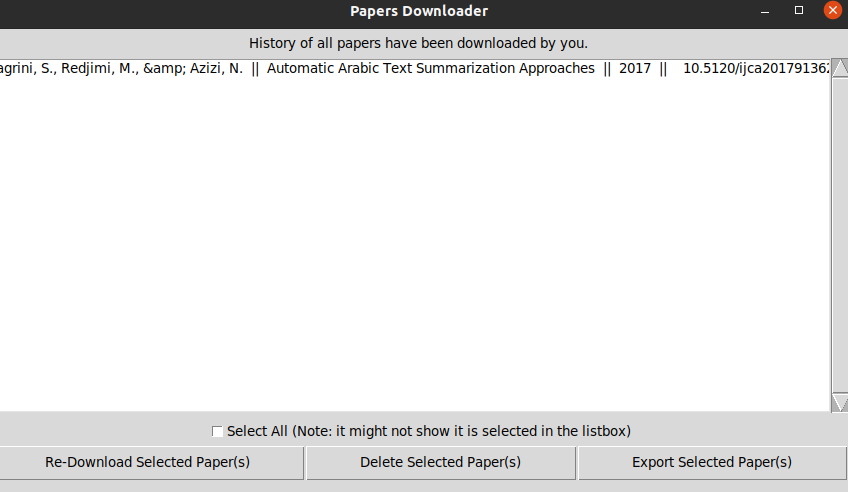 Papers Downloader
History of all papers have been downloaded by you.
agrini, S., Redjimi, M., &amp; Azizi, N. || Automatic Arabic Text Summarization Approaches || 2017 || 10.5120/ijca201791362
Select All (Note: it might not show it is selected in the listbox)
Re-Download Selected Paper(s)
Delete Selected Paper(s)
Export Selected Paper(s)